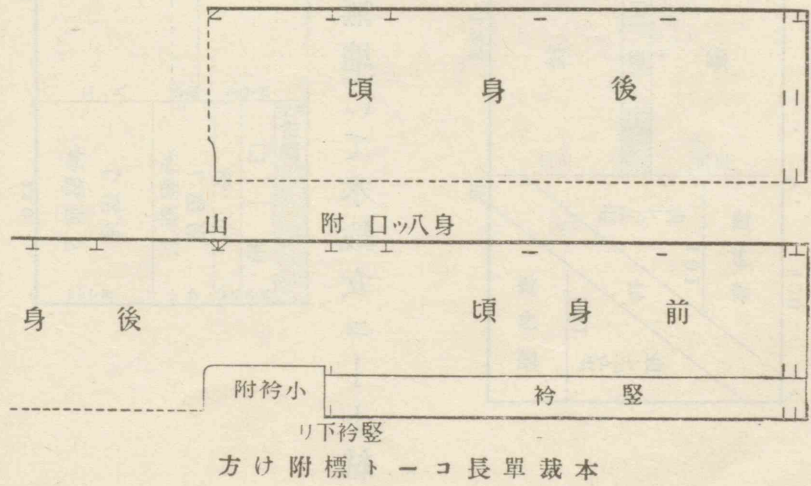 後身頃
身八ッ口 附 山
前身頃 後身
竪衿 小衿附
竪衿下リ
本裁單長コート標附け方